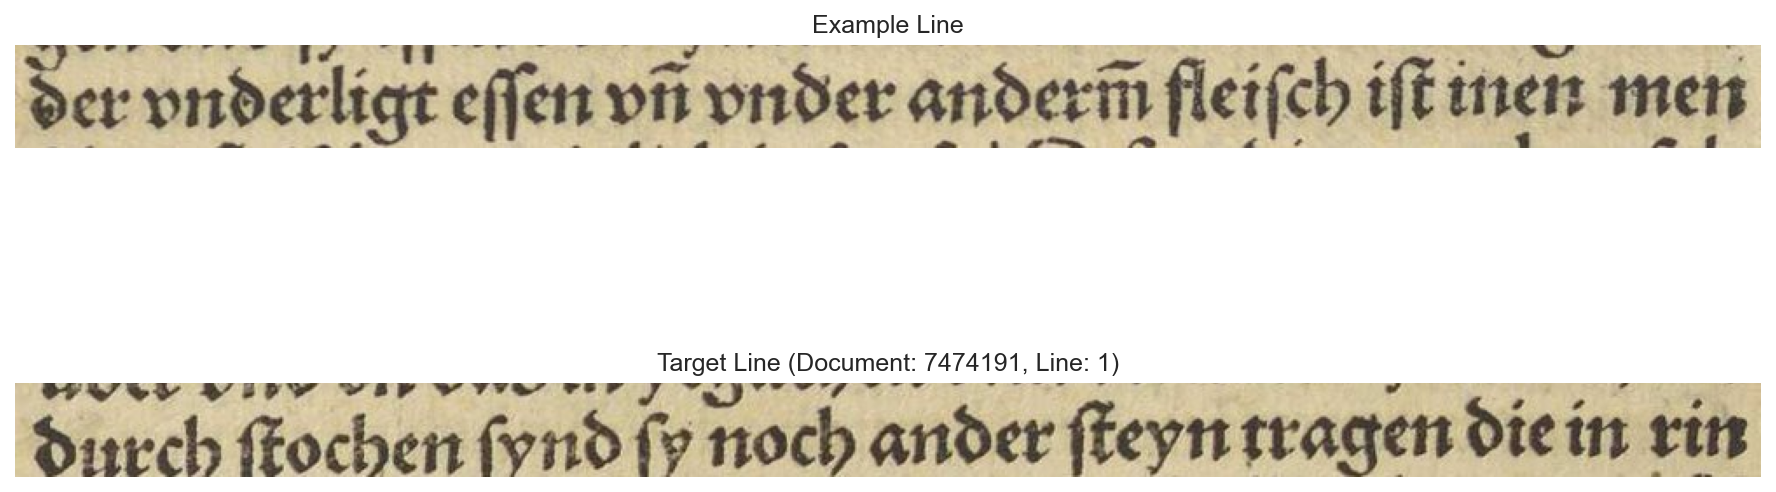 Example Line
der vnderligt eſſen vñ vnder anderm̄ fleiſch iſt inen men
Target Line (Document: 7474191, Line: 1)
durch ſtochen ſynd ſy noch ander ſteyn tragen die in rin